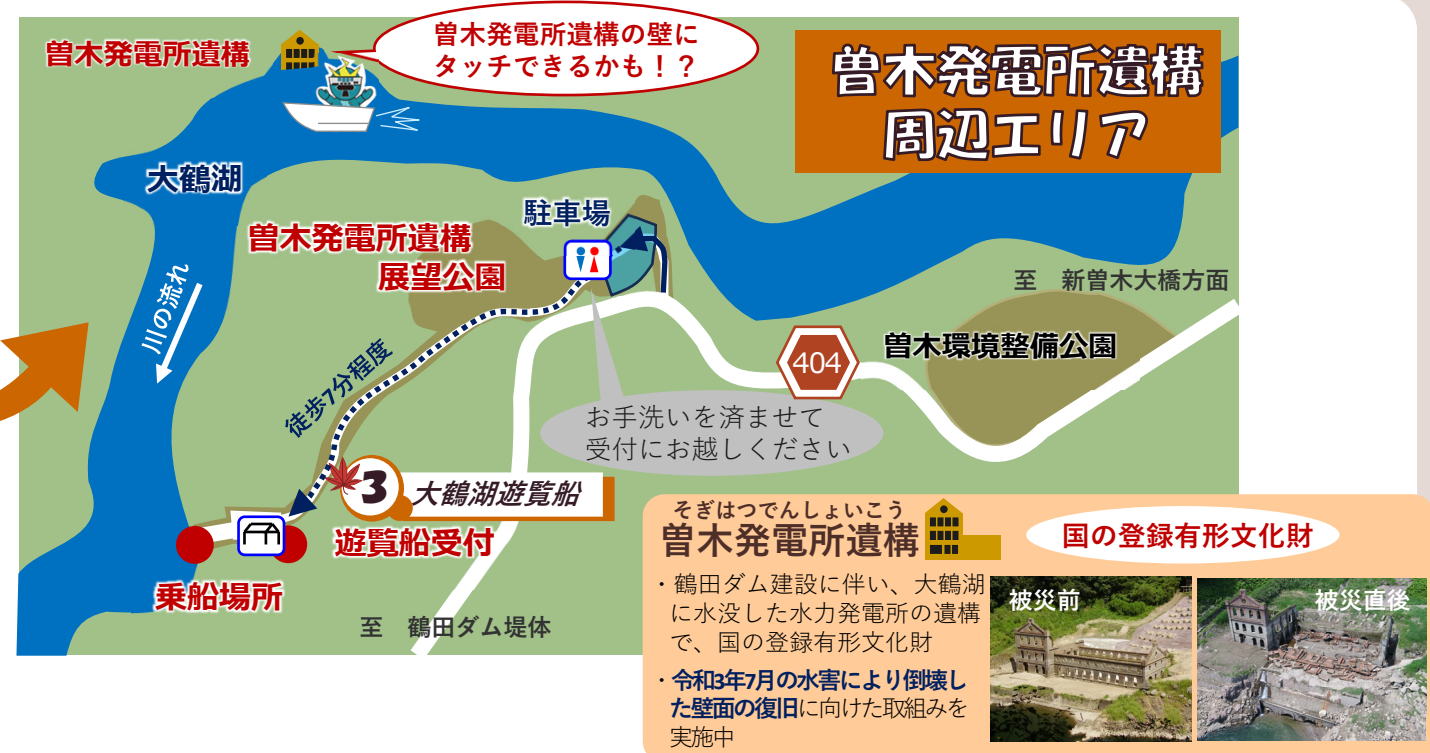 曽木発電所遺構
曽木発電所遺構の壁に
タッチできるかも！？
曽木発電所遺構
周辺エリア
大鶴湖
駐車場
曽木発電所遺構
展望公園
至　新曽木大橋方面
川の流れ
404
曽木環境整備公園
徒歩7分程度
お手洗いを済ませて
受付にお越しください
3
大鶴湖遊覧船
遊覧船受付
乗船場所
至　鶴田ダム堤体
そぎはつでんしょいこう
曽木発電所遺構
国の登録有形文化財
・鶴田ダム建設に伴い、大鶴湖
に水没した水力発電所の遺構
で、国の登録有形文化財
・令和3年7月の水害により倒壊し
た壁面の復旧に向けた取組みを
実施中
被災前
被災直後